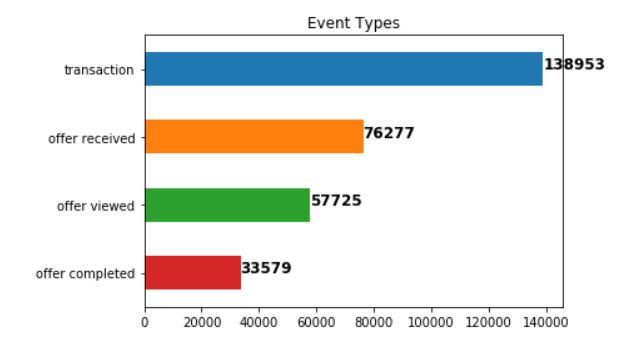 Event Types
transaction 138953
offer received 76277
offer viewed 57725
offer completed 33579
0 20000 40000 60000 80000 100000 120000 140000